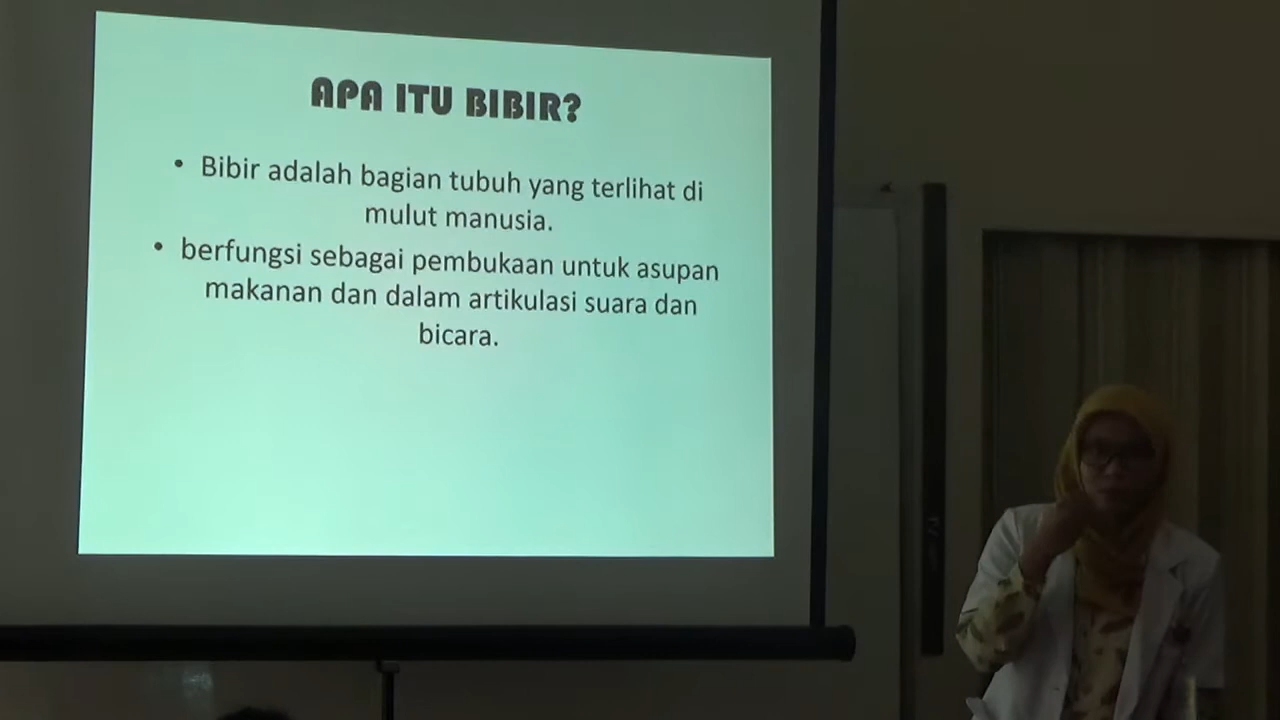 APA ITU BIBIR?
• Bibir adalah bagian tubuh yang terlihat di
mulut manusia.
• berfungsi sebagai pembukaan untuk asupan
makanan dan dalam artikulasi suara dan
bicara.